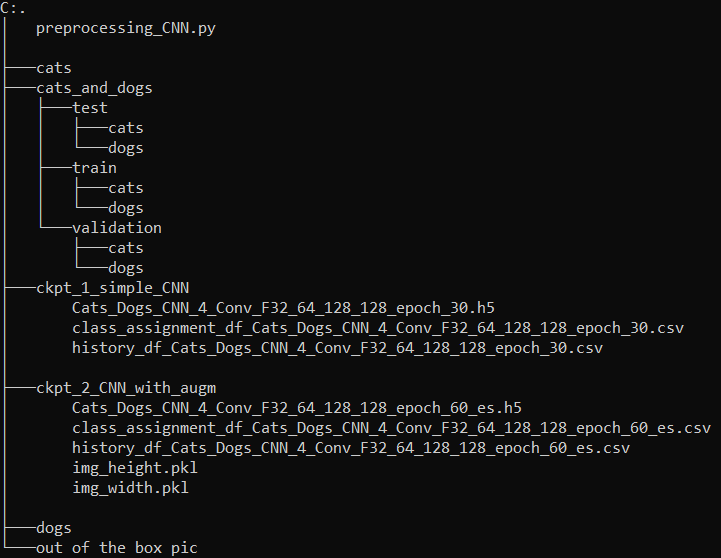 C:.
preprocessing_CNN.py
cats
cats_and_dogs
test
cats
dogs
train
cats
dogs
validation
cats
dogs
ckpt_1_simple_CNN
Cats_Dogs_CNN_4_Conv_F32_64_128_128_epoch_30.h5
class_assignment_df_Cats_Dogs_CNN_4_Conv_F32_64_128_128_epoch_30.csv
history_df_Cats_Dogs_CNN_4_Conv_F32_64_128_128_epoch_30.csv
ckpt_2_CNN_with_augm
Cats_Dogs_CNN_4_Conv_F32_64_128_128_epoch_60_es.h5
class_assignment_df_Cats_Dogs_CNN_4_Conv_F32_64_128_128_epoch_60_es.csv
history_df_Cats_Dogs_CNN_4_Conv_F32_64_128_128_epoch_60_es.csv
img_height.pkl
img_width.pkl
dogs
out of the box pic